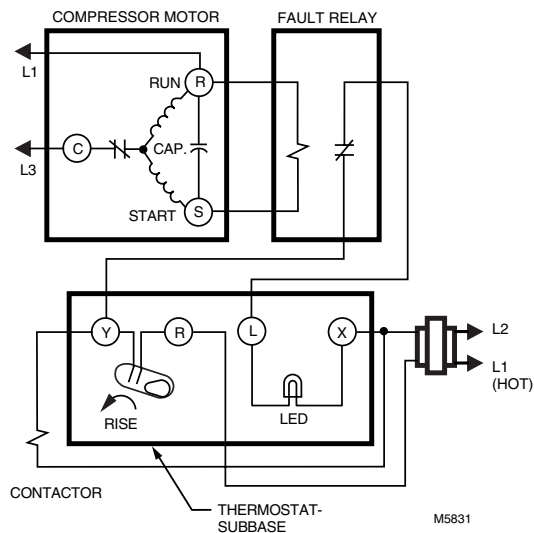 COMPRESSOR MOTOR
FAULT RELAY
L1
RUN
R
C
CAP.
L3
START
S
Y
R
L
X
L2
L1
(HOT)
RISE
LED
CONTACTOR
THERMOSTAT-
SUBBASE
M5831